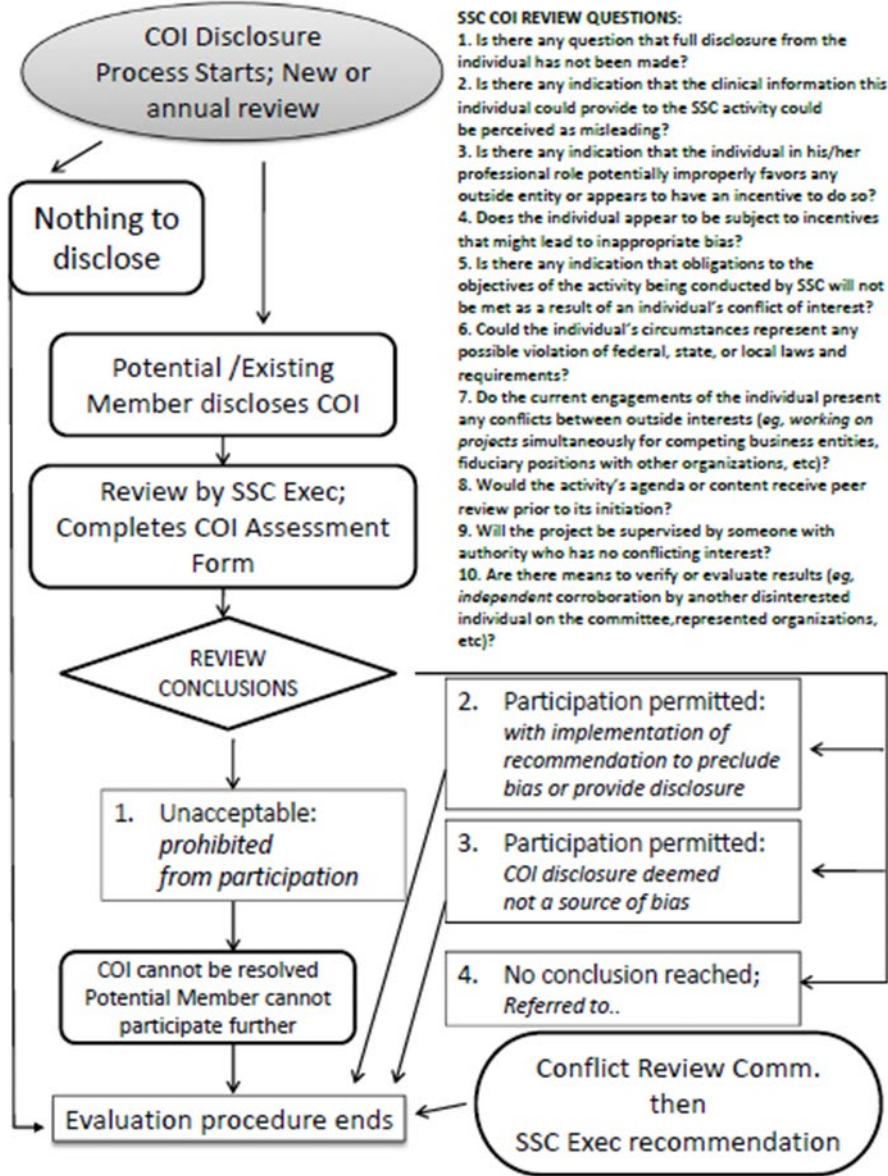 COI Disclosure
Process Starts; New or
annual review
Nothing to
disclose
Potential /Existing
Member discloses COI
Review by SSC Exec;
Completes COI Assessment
Form
REVIEW
CONCLUSIONS
1. Unacceptable:
prohibited
from participation
COI cannot be resolved
Potential Member cannot
participate further
Evaluation procedure ends
SSC COI REVIEW QUESTIONS:
1. Is there any question that full disclosure from the
individual has not been made?
2. Is there any indication that the clinical information this
individual could provide to the SSC activity could
be perceived as misleading?
3. Is there any indication that the individual in his/her
professional role potentially improperly favors any
outside entity or appears to have an incentive to do so?
4. Does the individual appear to be subject to incentives
that might lead to inappropriate bias?
5. Is there any indication that obligations to the
objectives of the activity being conducted by SSC will not
be met as a result of an individual's conflict of interest?
6. Could the individual's circumstances represent any
possible violation of federal, state, or local laws and
requirements?
7. Do the current engagements of the individual present
any conflicts between outside interests (eg, working on
projects simultaneously for competing business entities,
fiduciary positions with other organizations, etc)?
8. Would the activity's agenda or content receive peer
review prior to its initiation?
9. Will the project be supervised by someone with
authority who has no conflicting interest?
10. Are there means to verify or evaluate results (eg,
independent corroboration by another disinterested
individual on the committee,represented organizations,
etc)?
2. Participation permitted:
with implementation of
recommendation to preclude
bias or provide disclosure
3. Participation permitted:
COI disclosure deemed
not a source of bias
4. No conclusion reached;
Referred to..
Conflict Review Comm.
then
SSC Exec recommendation